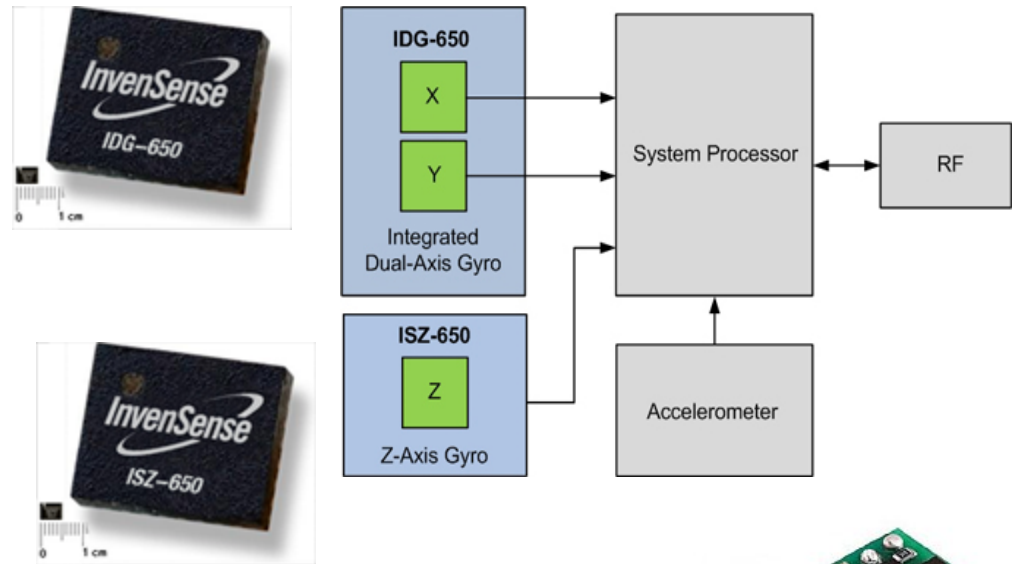 InvenSense
IDG-650
0 1 cm
InvenSense
ISZ-650
0 1 cm
IDG-650
X
Y
Integrated
Dual-Axis Gyro
ISZ-650
Z
Z-Axis Gyro
System Processor
Accelerometer
RF